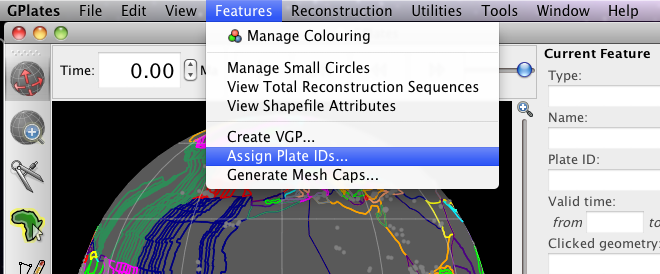 GPlates File Edit View Features Reconstruction Utilities Tools Window Help
Manage Colouring
Time: 0.00
Manage Small Circles
View Total Reconstruction Sequences
View Shapefile Attributes
Create VGP...
Assign Plate IDs...
Generate Mesh Caps...
Current Feature
Type:
Name:
Plate ID:
Valid time:
from to
Clicked geometry: